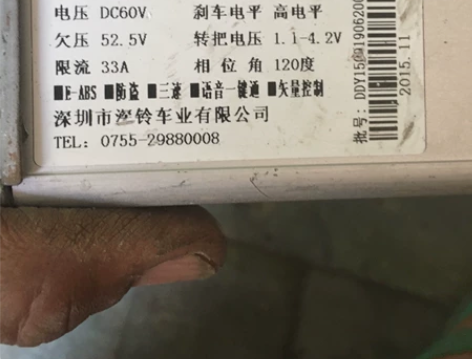 电压 DC60V 刹车电平 高电平
欠压 52.5V 转把电压 1.1-4.2V
限流 33A 相位角 120度
■E-ABS ■防盗 ■三速 ■语音一键通 ■矢量控制
深圳市鎏铃车业有限公司
TEL: 0755-29880008
批号:
2015.11